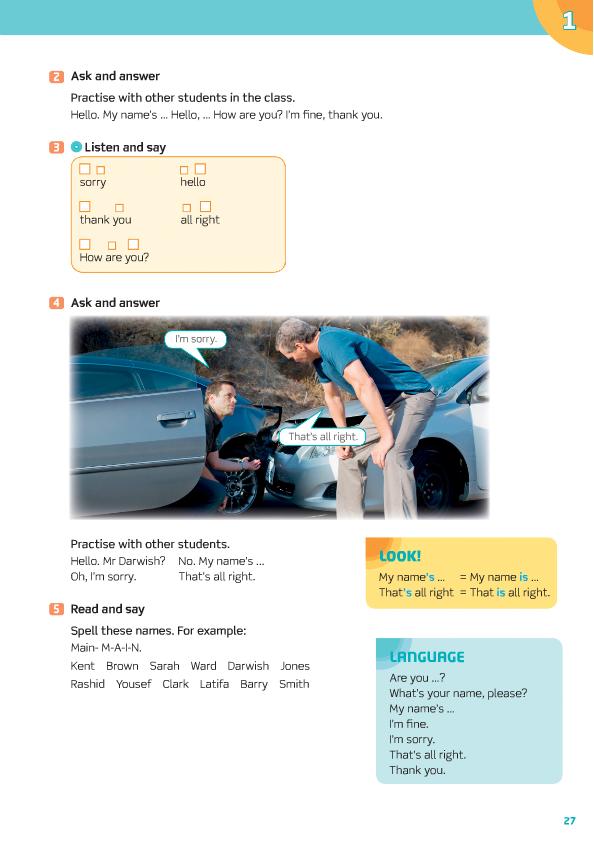 1
2 Ask and answer
Practise with other students in the class.
Hello. My name's ... Hello, ... How are you? I'm fine, thank you.
3 Listen and say
sorry hello
thank you all right
How are you?
4 Ask and answer
I'm sorry.
That's all right.
Practise with other students.
Hello. Mr Darwish? No. My name's ...
Oh, I'm sorry. That's all right.
LOOK!
My name's ... = My name is ...
That's all right = That is all right.
5 Read and say
Spell these names. For example:
Main- M-A-I-N.
Kent Brown Sarah Ward Darwish Jones
Rashid Yousef Clark Latifa Barry Smith
LANGUAGE
Are you ...?
What's your name, please?
My name's ...
I'm fine.
I'm sorry.
That's all right.
Thank you.
27